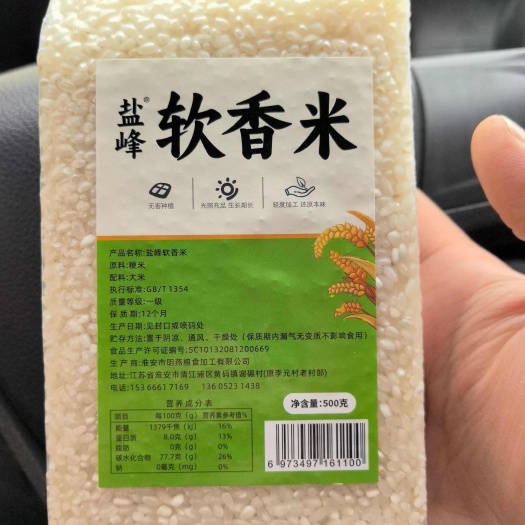 盐峰®
软香米
无害种植
光照充足 生长期长
轻度加工 还原本味
产品名称:盐峰软香米
原料:粳米
配料:大米
执行标准:GB/T 1354
质量等级:一级
保 质 期:12个月
生产日期:见封口或喷码处
贮存方法:置于阴凉、通风、干燥处（保质期内漏气无变质不影响食用）
食品生产许可证编号:SC10132081200669
生 产 商:淮安市明燕粮食加工有限公司
地址:江苏省淮安市清江浦区黄码镇谢碾村(原李元村老村部)
电话:153 6661 7169 136 0523 1438
营养成分表
项目 每100克（g） 营养素参考值%
能量 1379千焦（kJ） 16%
蛋白质 8.0克（g） 13%
脂肪 0克（g） 0%
碳水化合物 77.7克（g） 26%
钠 0毫克（mg） 0%
净含量:500克
6 973497 161100